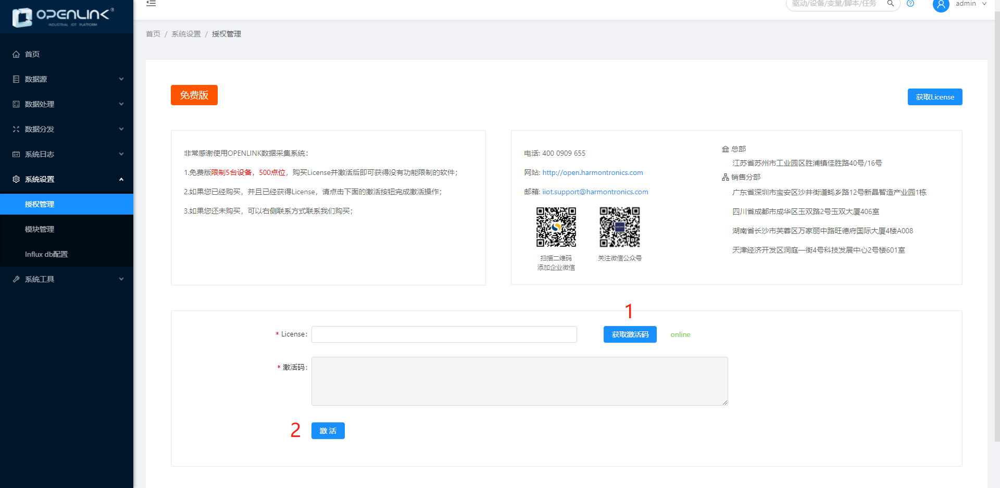 OPENLINK®
INDUSTRIAL IOT PLATFORM
驱动/设备/变量/脚本/任务
admin
首页 / 系统设置 / 授权管理
首页
数据源
数据处理
数据分发
系统日志
系统设置
授权管理
模块管理
Influx db配置
系统工具
免费版
获取License
非常感谢使用OPENLINK数据采集系统：
1.免费版限制5台设备，500点位，购买License并激活后即可获得没有功能限制的软件；
2.如果您已经购买，并且已经获得License，请点击下面的激活按钮完成激活操作；
3.如果您还未购买，可以右侧联系方式联系我们购买；
电话: 400 0909 655
网站: http://open.harmontronics.com
邮箱: iiot.support@harmontronics.com
扫描二维码
添加企业微信
关注微信公众号
总部
江苏省苏州市工业园区胜浦镇佳胜路40号/16号
销售分部
广东省深圳市宝安区沙井街道蚝乡路12号新晶智造产业园1栋
四川省成都市成华区玉双路2号玉双大厦406室
湖南省长沙市芙蓉区万家丽中路旺德府国际大厦4楼A008
天津经济开发区洞庭一街4号科技发展中心2号楼601室
1
* License：
获取激活码
online
* 激活码：
2
激 活